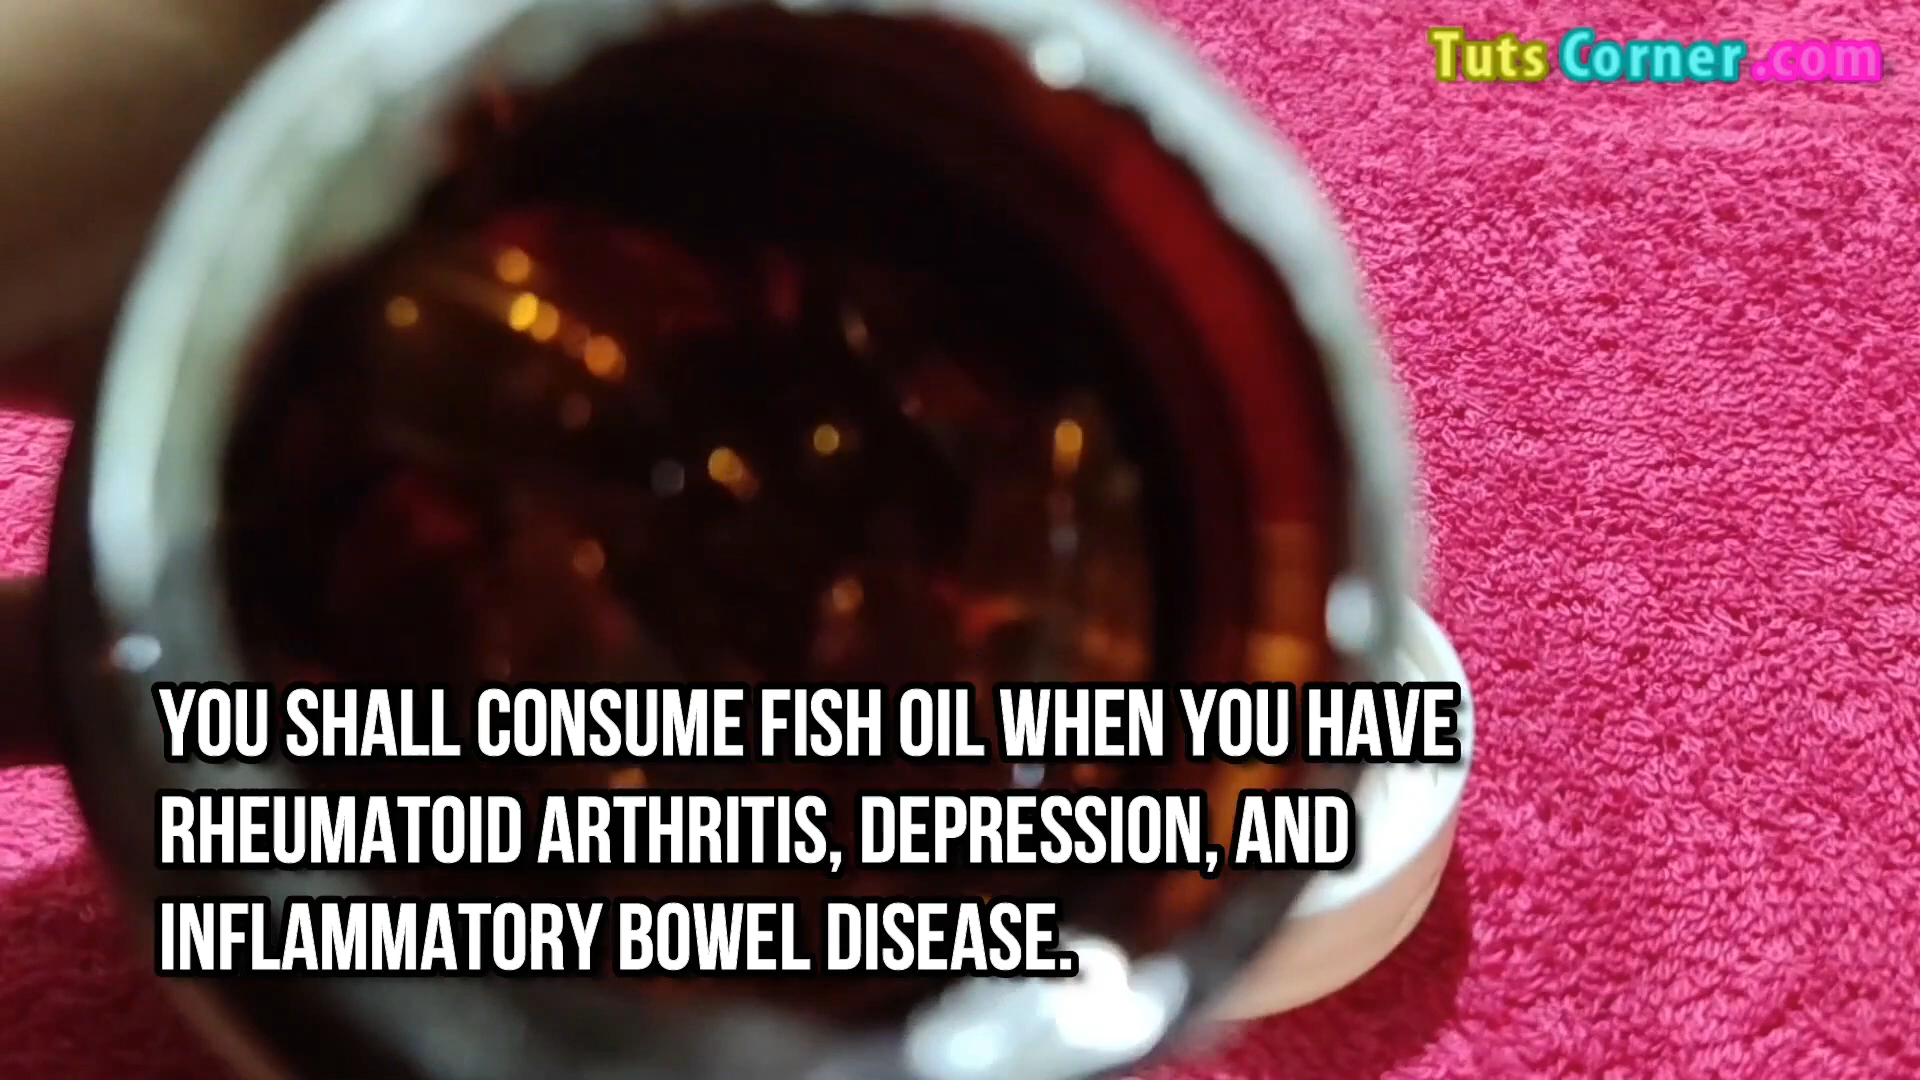 Tuts Corner .com
YOU SHALL CONSUME FISH OIL WHEN YOU HAVE
RHEUMATOID ARTHRITIS, DEPRESSION, AND
INFLAMMATORY BOWEL DISEASE.